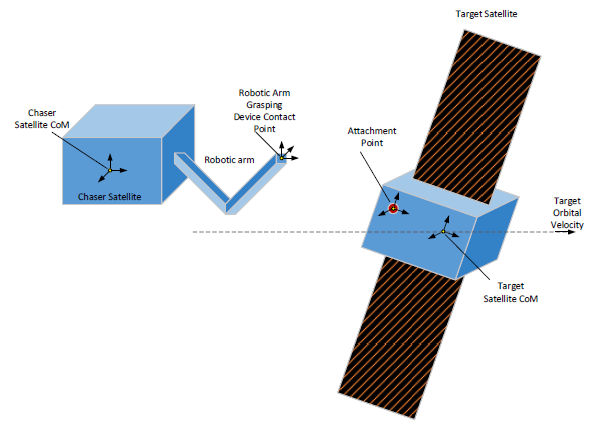 Target Satellite
Robotic Arm
Grasping
Device Contact
Point
Chaser
Satellite CoM
Attachment
Point
Robotic arm
Chaser Satellite
Target
Orbital
Velocity
Target
Satellite CoM